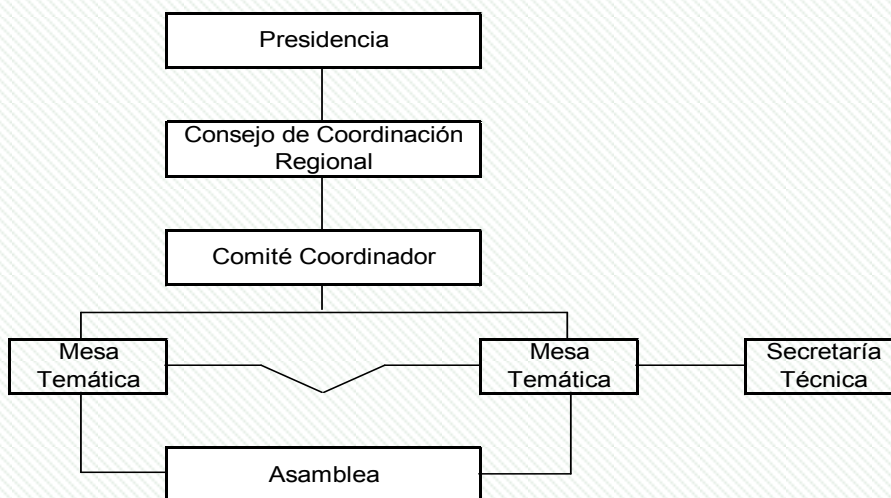 Presidencia
Consejo de Coordinación
Regional
Comité Coordinador
Mesa
Temática
Mesa
Temática
Secretaría
Técnica
Asamblea